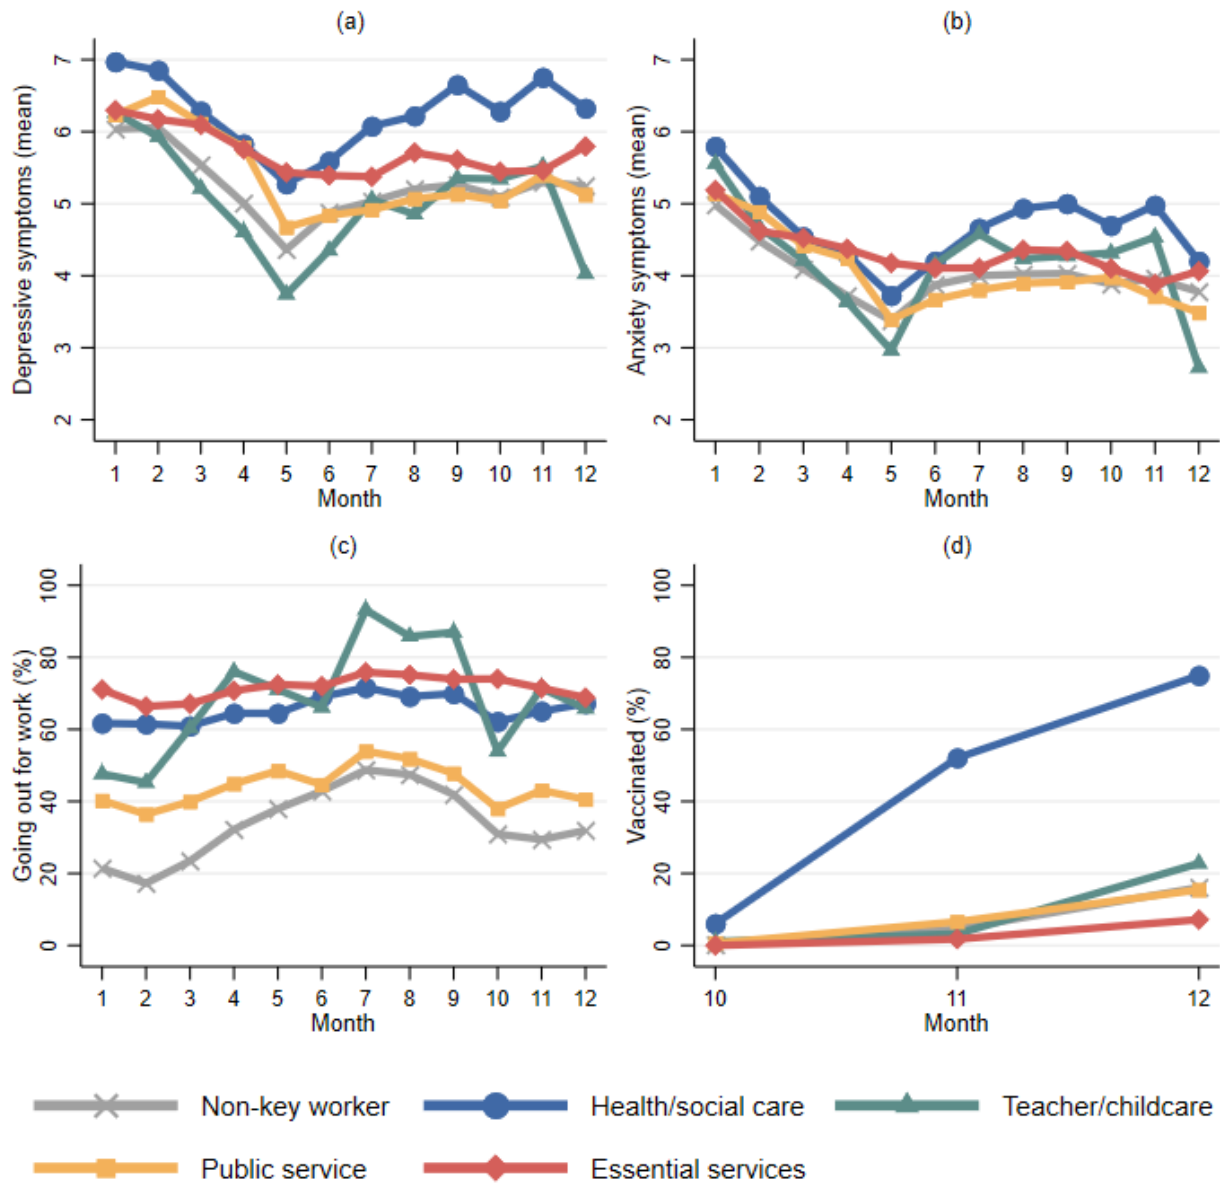 (a)
Depressive symptoms (mean)
7
6
5
4
3
2
1 2 3 4 5 6 7 8 9 10 11 12
Month
(b)
Anxiety symptoms (mean)
7
6
5
4
3
2
1 2 3 4 5 6 7 8 9 10 11 12
Month
(c)
Going out for work (%)
100
80
60
40
20
0
1 2 3 4 5 6 7 8 9 10 11 12
Month
(d)
Vaccinated (%)
100
80
60
40
20
0
10 11 12
Month
Non-key worker Health/social care Teacher/childcare
Public service Essential services